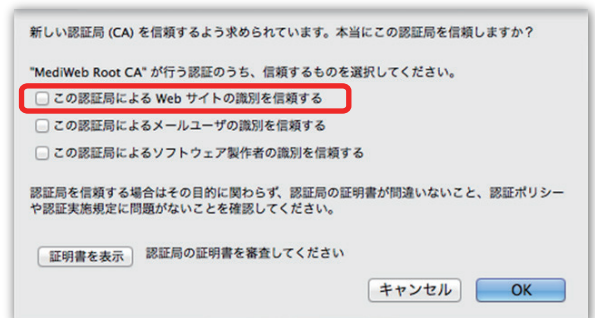 新しい認証局 (CA) を信頼するよう求められています。本当にこの認証局を信頼しますか？
"MediWeb Root CA" が行う認証のうち、信頼するものを選択してください。
この認証局による Web サイトの識別を信頼する
この認証局によるメールユーザの識別を信頼する
この認証局によるソフトウェア製作者の識別を信頼する
認証局を信頼する場合はその目的に関わらず、認証局の証明書が間違いないこと、認証ポリシー
や認証実施規定に問題がないことを確認してください。
証明書を表示 認証局の証明書を審査してください
キャンセル OK